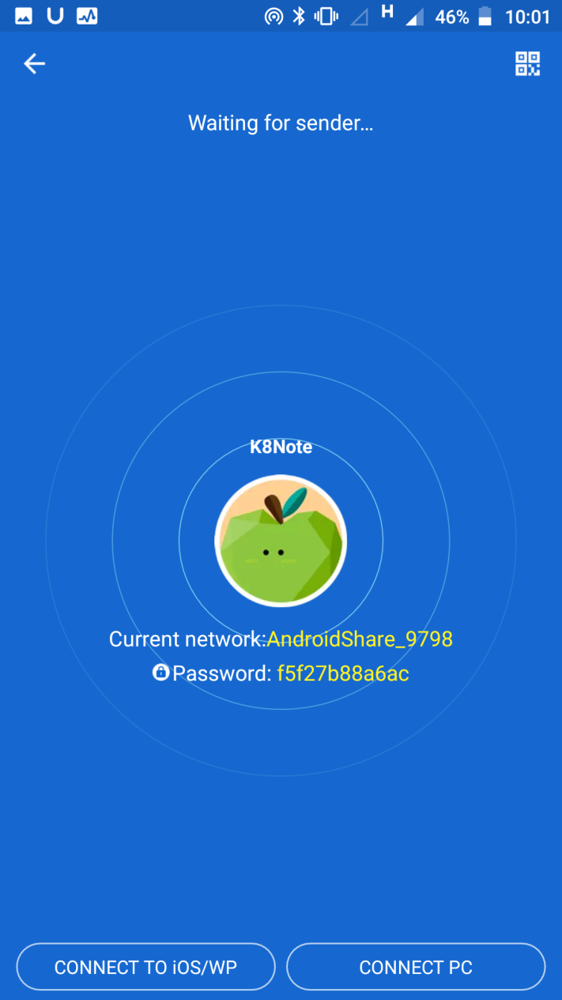 H 46% 10:01
Waiting for sender...
K8Note
Current network:AndroidShare_9798
Password: f5f27b88a6ac
CONNECT TO iOS/WP CONNECT PC